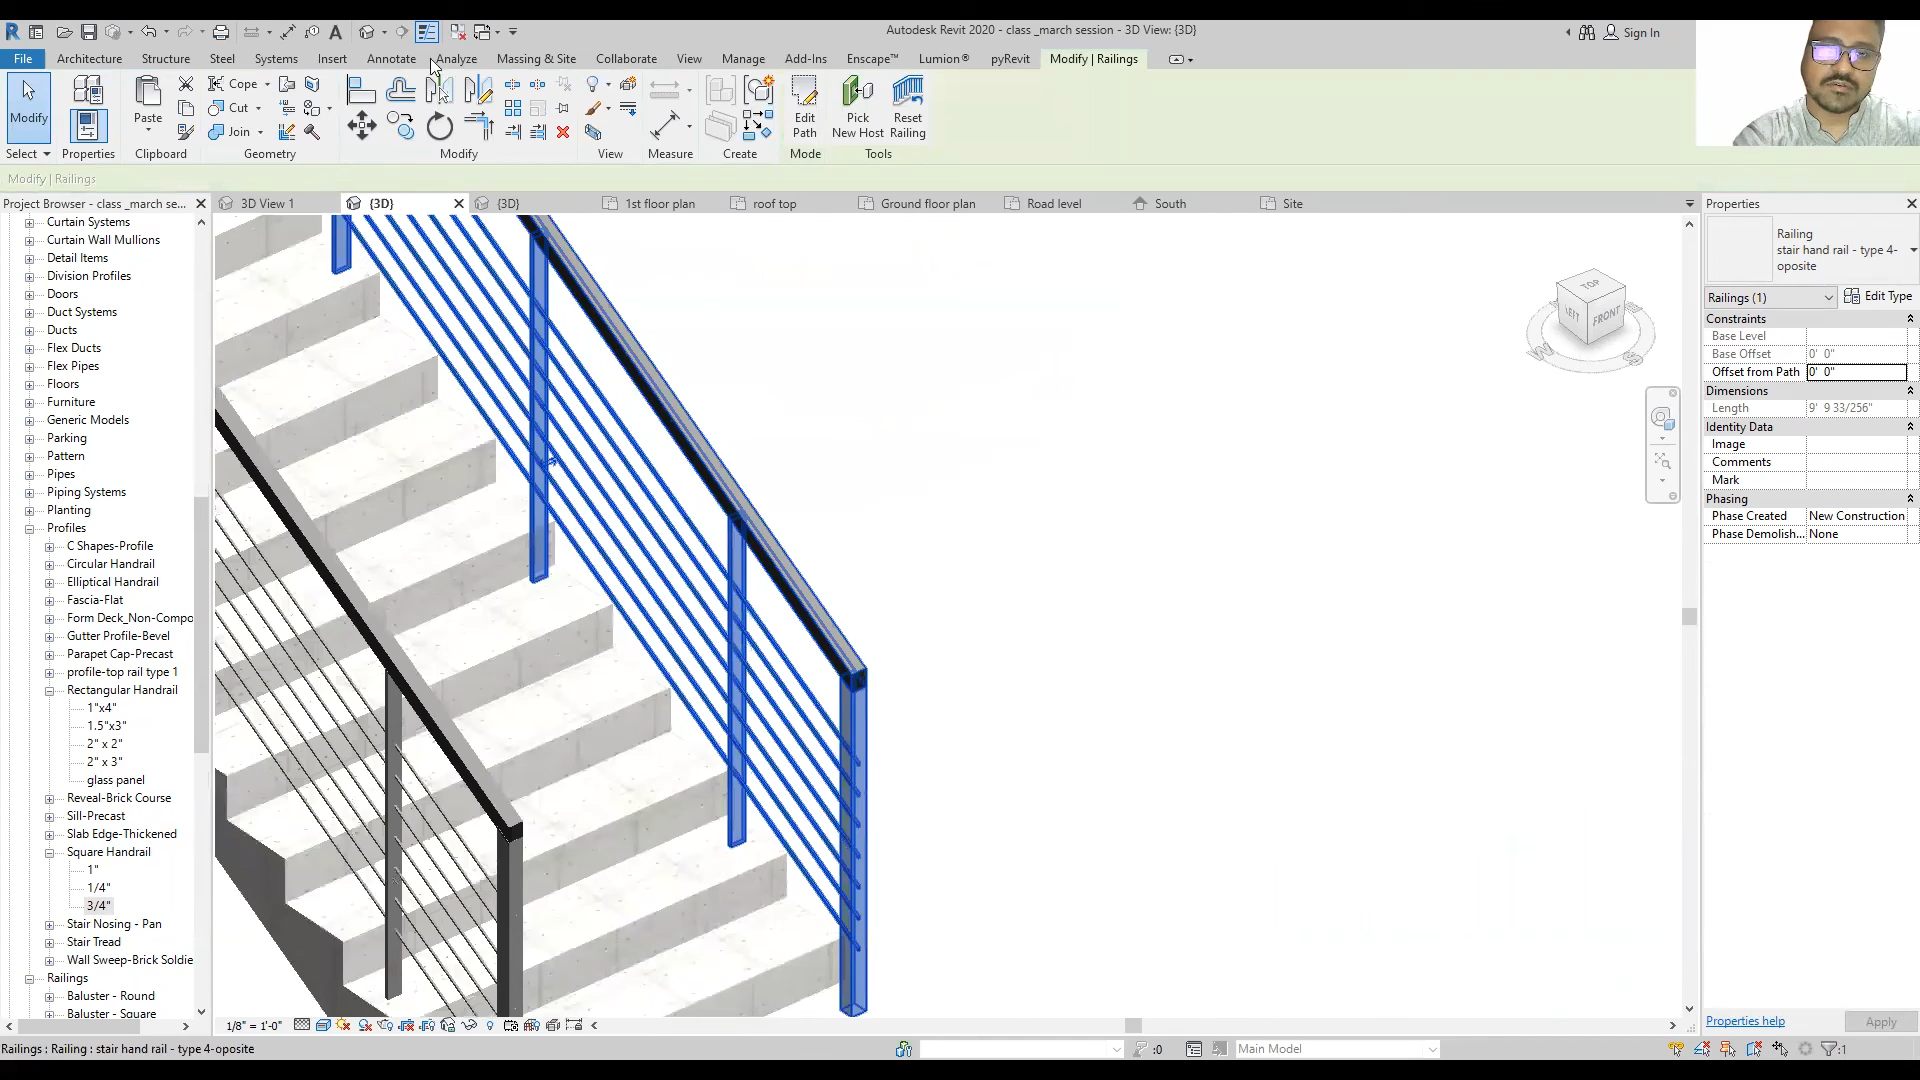 Autodesk Revit 2020 - class _march session - 3D View: {3D}
Sign In
File
Architecture
Structure
Steel
Systems
Insert
Annotate
Analyze
Massing & Site
Collaborate
View
Manage
Add-Ins
Enscape™
Lumion®
pyRevit
Modify | Railings
Modify
Paste
Cope
Cut
Join
Edit Path
Pick New Host
Reset Railing
Select
Properties
Clipboard
Geometry
Modify
View
Measure
Create
Mode
Tools
Modify | Railings
Project Browser - class _march se...
3D View 1
{3D}
{3D}
1st floor plan
roof top
Ground floor plan
Road level
South
Site
Curtain Systems
Curtain Wall Mullions
Detail Items
Division Profiles
Doors
Duct Systems
Ducts
Flex Ducts
Flex Pipes
Floors
Furniture
Generic Models
Parking
Pattern
Pipes
Piping Systems
Planting
Profiles
C Shapes-Profile
Circular Handrail
Elliptical Handrail
Fascia-Flat
Form Deck_Non-Compo
Gutter Profile-Bevel
Parapet Cap-Precast
profile-top rail type 1
Rectangular Handrail
1"x4"
1.5"x3"
2" x 2"
2" x 3"
glass panel
Reveal-Brick Course
Sill-Precast
Slab Edge-Thickened
Square Handrail
1"
1/4"
3/4"
Stair Nosing - Pan
Stair Tread
Wall Sweep-Brick Soldie
Railings
Baluster - Round
Baluster - Square
TOP
LEFT
FRONT
W
S
Properties
Railing
stair hand rail - type 4-
oposite
Railings (1)
Edit Type
Constraints
Base Level
Base Offset 0' 0"
Offset from Path 0' 0"
Dimensions
Length 9' 9 33/256"
Identity Data
Image
Comments
Mark
Phasing
Phase Created New Construction
Phase Demolish... None
Properties help
Apply
1/8" = 1'-0"
Railings : Railing : stair hand rail - type 4-oposite
:0
Main Model
:1